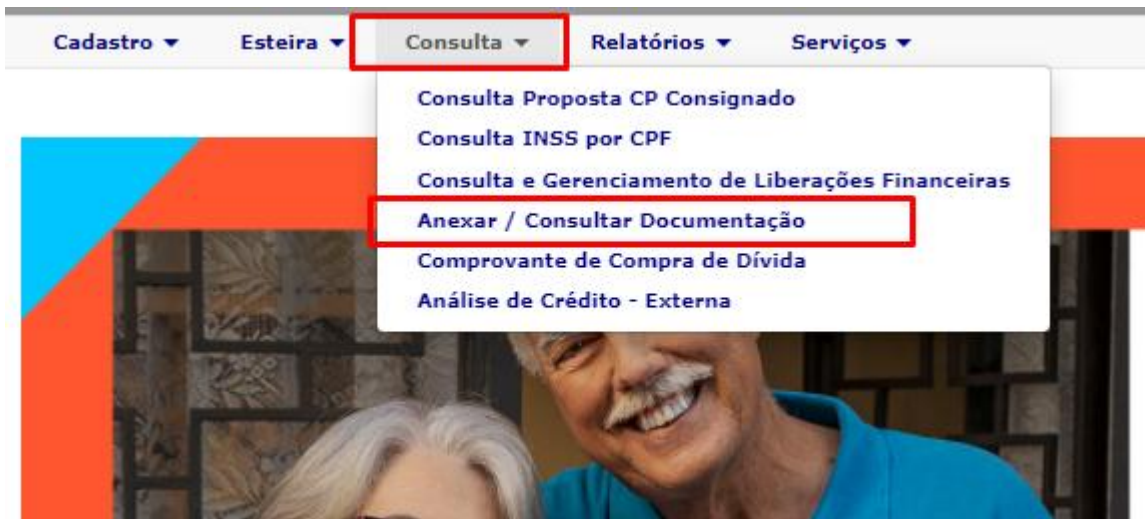 Cadastro ▼ Esteira ▼ Consulta ▼ Relatórios ▼ Serviços ▼
Consulta Proposta CP Consignado
Consulta INSS por CPF
Consulta e Gerenciamento de Liberações Financeiras
Anexar / Consultar Documentação
Comprovante de Compra de Dívida
Análise de Crédito - Externa